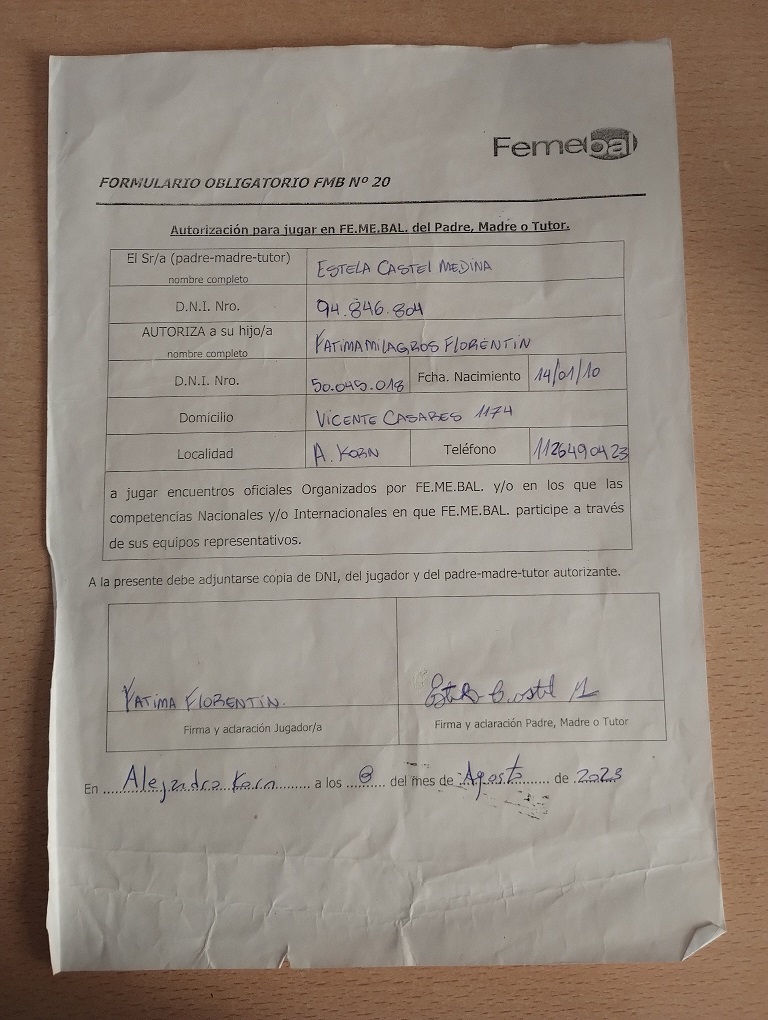 Femebal
FORMULARIO OBLIGATORIO FMB Nº 20
Autorización para jugar en FE.ME.BAL. del Padre, Madre o Tutor.
El Sr/a (padre-madre-tutor)
nombre completo
ESTELA CASTEL MEDINA
D.N.I. Nro.
94.846.804
AUTORIZA a su hijo/a
nombre completo
FATIMA MILAGROS FLORENTIN
D.N.I. Nro.
50.045.018
Fcha. Nacimiento
14/01/10
Domicilio
VICENTE CASARES 1174
Localidad
A. KORN
Teléfono
1126490423
a jugar encuentros oficiales Organizados por FE.ME.BAL. y/o en los que las
competencias Nacionales y/o Internacionales en que FE.ME.BAL. participe a través
de sus equipos representativos.
A la presente debe adjuntarse copia de DNI, del jugador y del padre-madre-tutor autorizante.
FATIMA FLORENTIN.
Firma y aclaración Jugador/a
Firma y aclaración Padre, Madre o Tutor
En Alejandro Korn a los 8 del mes de Agosto de 2023